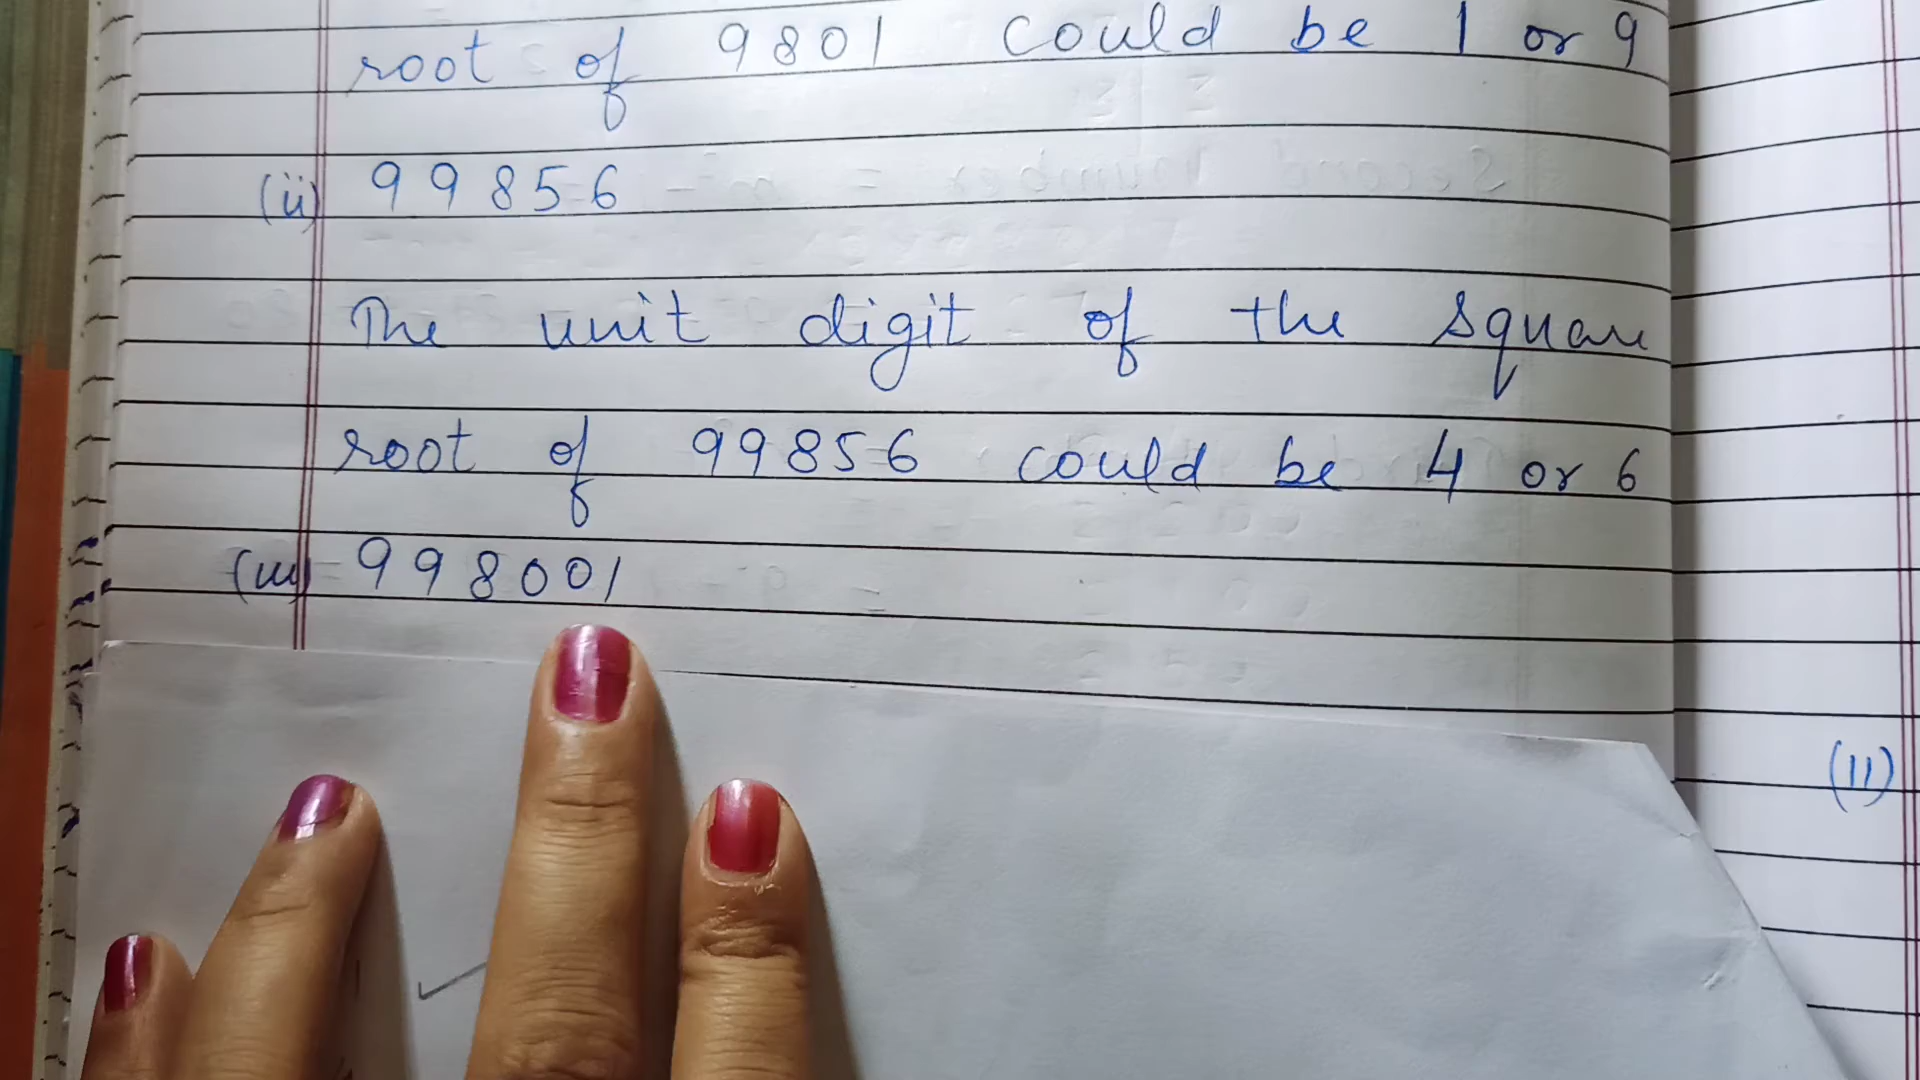 root of 9801 could be 1 or 9
(ii) 99856
The unit digit of the square
root of 99856 could be 4 or 6
(iii) 998001
(11)